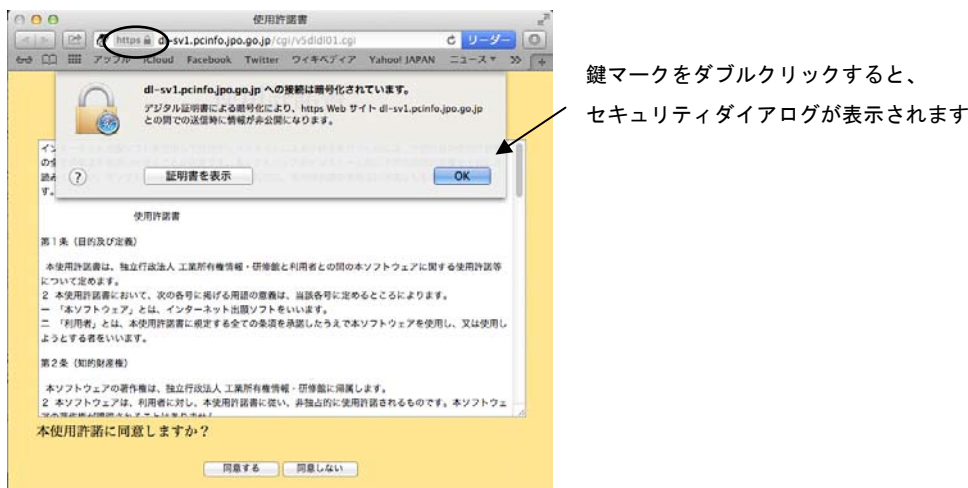 使用許諾書
https dl-sv1.pcinfo.jpo.go.jp/cgi/v5dldl01.cgi リーダー
アップル iCloud Facebook Twitter ウィキペディア Yahoo! JAPAN ニュース
dl-sv1.pcinfo.jpo.go.jp への接続は暗号化されています。
デジタル証明書による暗号化により、https Web サイト dl-sv1.pcinfo.jpo.go.jp
との間での送信時に情報が非公開になります。
? 証明書を表示 OK
す。
使用許諾書
第1条（目的及び定義）
本使用許諾書は、独立行政法人 工業所有権情報・研修館と利用者との間の本ソフトウェアに関する使用許諾等
について定めます。
2 本使用許諾書において、次の各号に掲げる用語の意義は、当該各号に定めるところによります。
一 「本ソフトウェア」とは、インターネット出願ソフトをいいます。
二 「利用者」とは、本使用許諾書に規定する全ての条項を承諾したうえで本ソフトウェアを使用し、又は使用し
ようとする者をいいます。
第2条（知的財産権）
本ソフトウェアの著作権は、独立行政法人 工業所有権情報・研修館に帰属します。
2 本ソフトウェアは、利用者に対し、本使用許諾書に従い、非独占的に使用許諾されるものです。本ソフトウェ
本使用許諾に同意しますか？
同意する 同意しない
鍵マークをダブルクリックすると、
セキュリティダイアログが表示されます